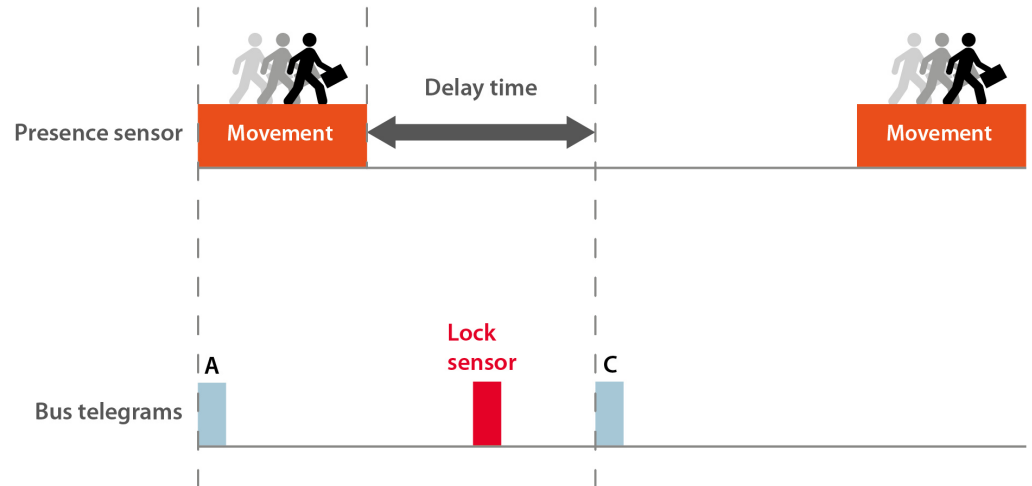 Delay time
Presence sensor
Movement
Movement
Lock
sensor
A
C
Bus telegrams